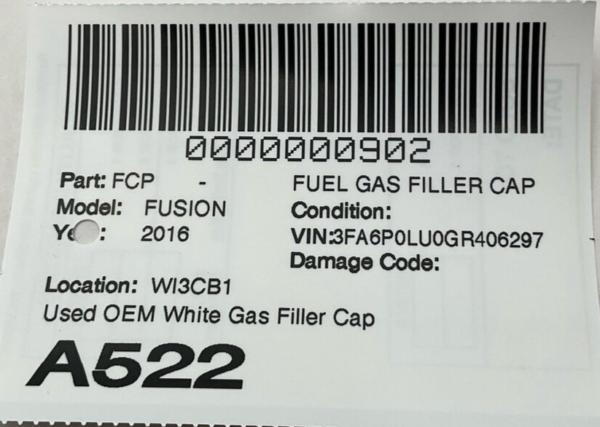 0000000902
Part: FCP - FUEL GAS FILLER CAP
Model: FUSION Condition:
Ye : 2016 VIN:3FA6P0LU0GR406297
Damage Code:
Location: WI3CB1
Used OEM White Gas Filler Cap
A522